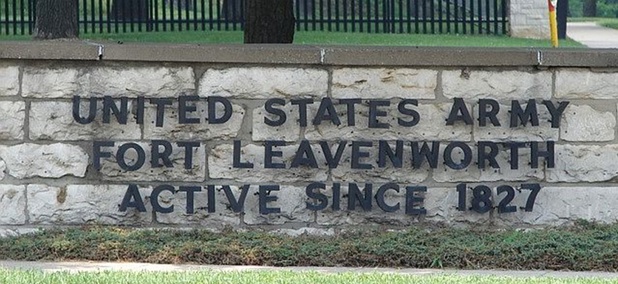 UNITED STATES ARMY
FORT LEAVENWORTH
ACTIVE SINCE 1827